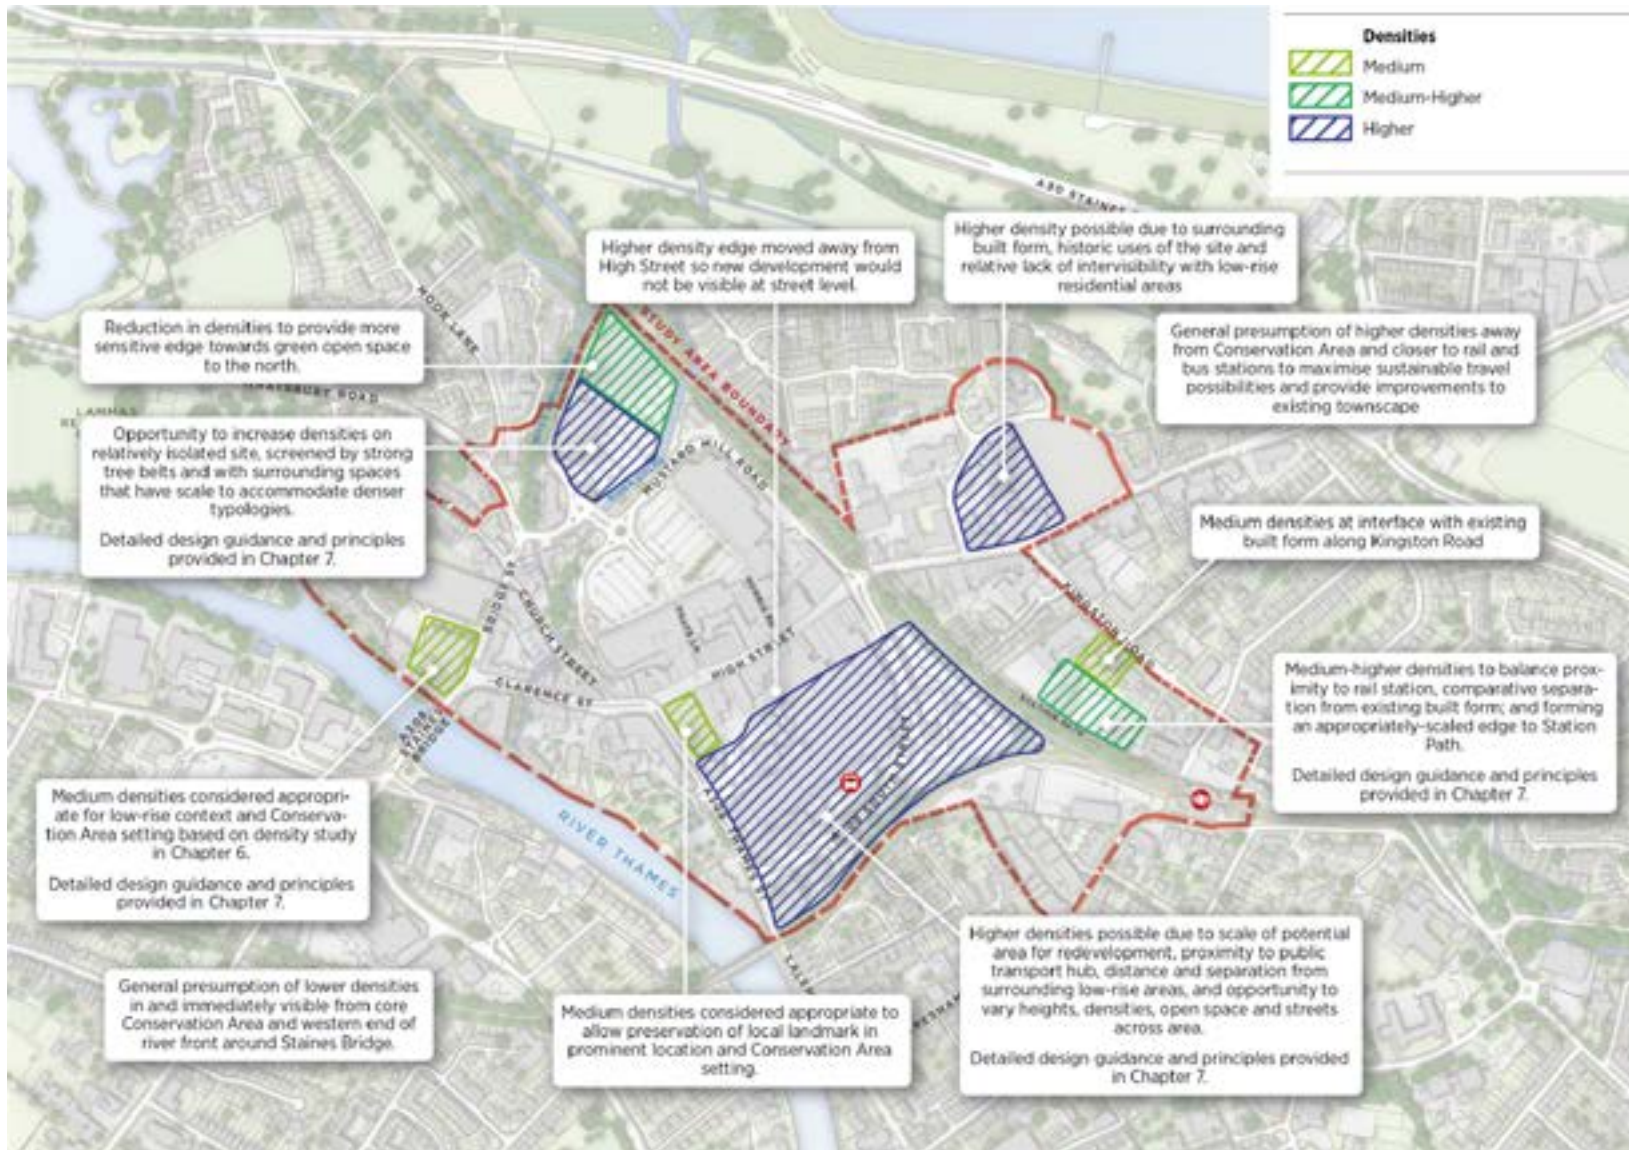 Densities
Medium
Medium-Higher
Higher
A30 STAINES
Higher density edge moved away from
High Street so new development would
not be visible at street level.
Higher density possible due to surrounding
built form, historic uses of the site and
relative lack of intervisibility with low-rise
residential areas
MOOR LANE
STUDY AREA BOUNDARY
Reduction in densities to provide more
sensitive edge towards green open space
to the north.
General presumption of higher densities away
from Conservation Area and closer to rail and
bus stations to maximise sustainable travel
possibilities and provide improvements to
existing townscape
ROAD
LAMMAS
Opportunity to increase densities on
relatively isolated site, screened by strong
tree belts and with surrounding spaces
that have scale to accommodate denser
typologies.
Detailed design guidance and principles
provided in Chapter 7.
MUSTARD MILL ROAD
Medium densities at interface with existing
built form along Kingston Road
BRIDGE ST
CHURCH STREET
KINGSTON ROAD
HIGH STREET
CLARENCE ST
A308
STAINES
BRIDGE
Medium-higher densities to balance prox-
imity to rail station, comparative separa-
tion from existing built form; and forming
an appropriately-scaled edge to Station
Path.
Detailed design guidance and principles
provided in Chapter 7.
Medium densities considered appropri-
ate for low-rise context and Conserva-
tion Area setting based on density study
in Chapter 6.
Detailed design guidance and principles
provided in Chapter 7.
RIVER THAMES
General presumption of lower densities
in and immediately visible from core
Conservation Area and western end of
river front around Staines Bridge.
Medium densities considered appropriate to
allow preservation of local landmark in
prominent location and Conservation Area
setting.
Higher densities possible due to scale of potential
area for redevelopment, proximity to public
transport hub, distance and separation from
surrounding low-rise areas, and opportunity to
vary heights, densities, open space and streets
across area.
Detailed design guidance and principles provided
in Chapter 7.